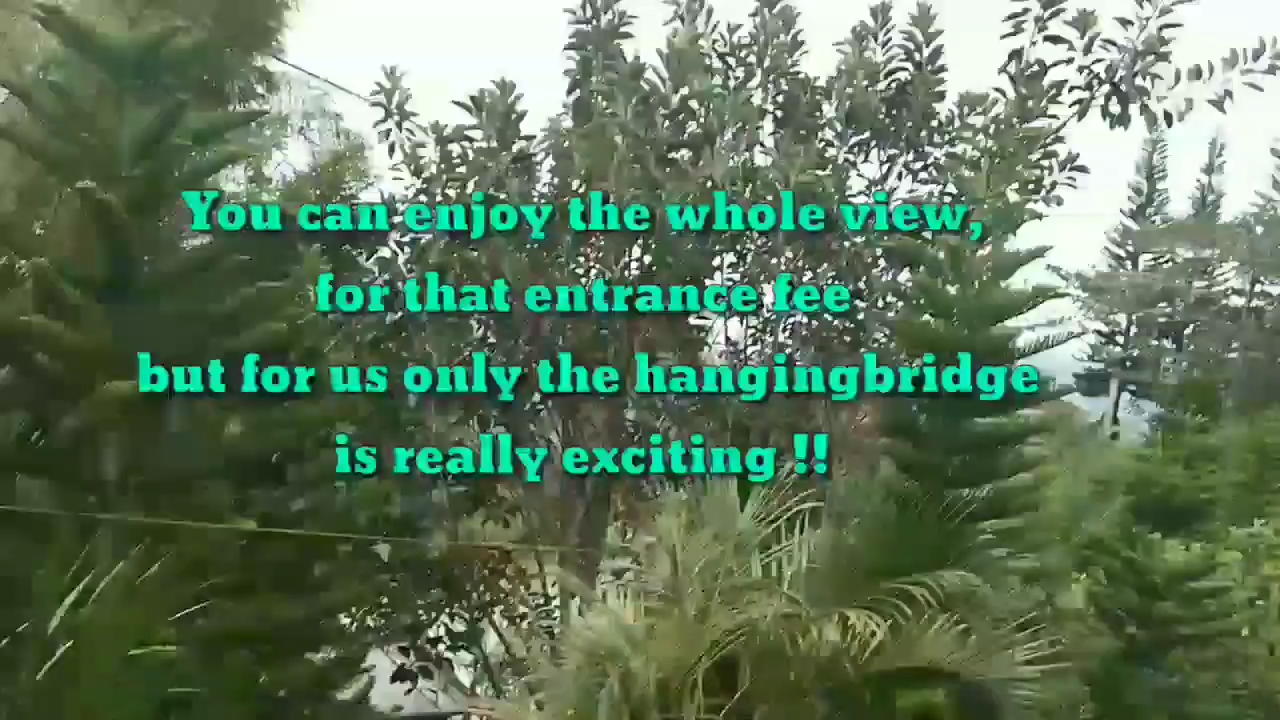 You can enjoy the whole view,
for that entrance fee
but for us only the hangingbridge
is really exciting !!